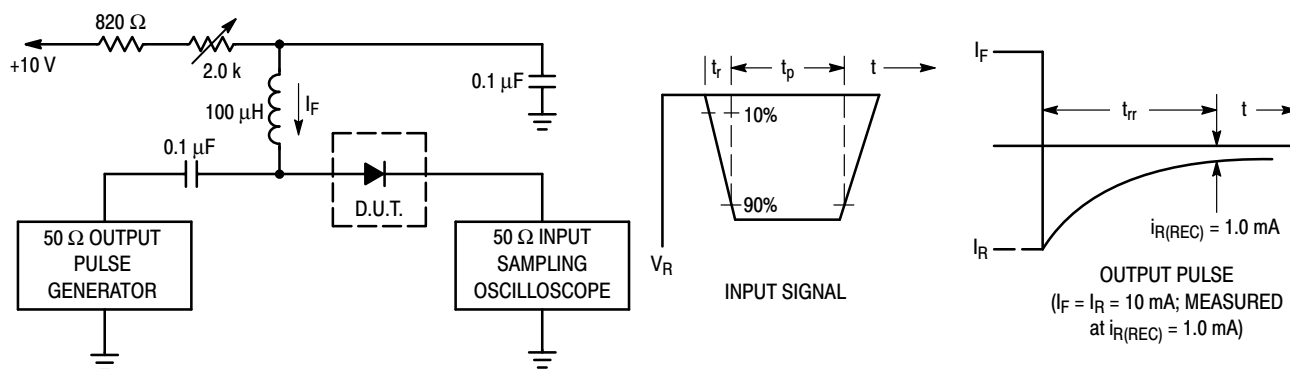 820 Ω
+10 V
2.0 k
100 μH
I_F
0.1 μF
0.1 μF
D.U.T.
50 Ω OUTPUT
PULSE
GENERATOR
50 Ω INPUT
SAMPLING
OSCILLOSCOPE
t_r
t_p
t
10%
90%
V_R
INPUT SIGNAL
I_F
t_rr
t
I_R
i_R(REC) = 1.0 mA
OUTPUT PULSE
(I_F = I_R = 10 mA; MEASURED
at i_R(REC) = 1.0 mA)